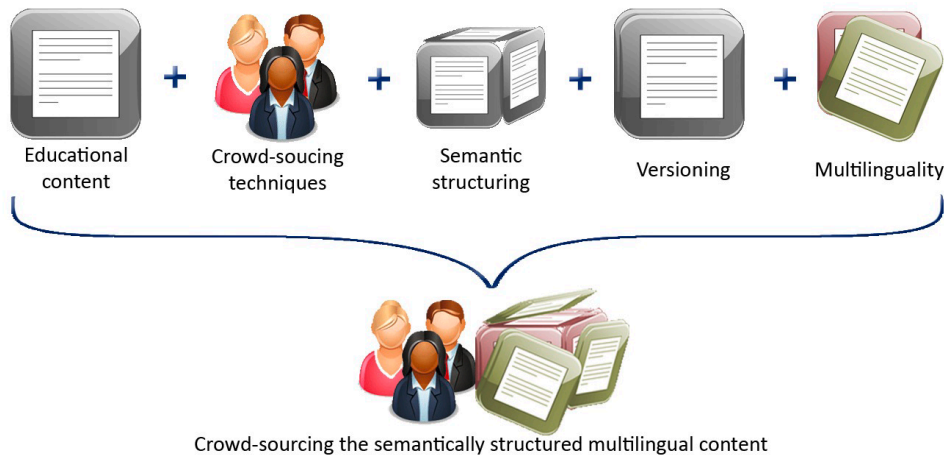 Educational
content
Crowd-soucing
techniques
Semantic
structuring
Versioning
Multilinguality
Crowd-sourcing the semantically structured multilingual content